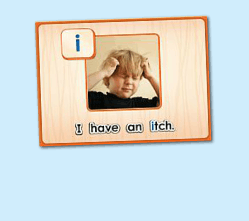 i
I have an itch.